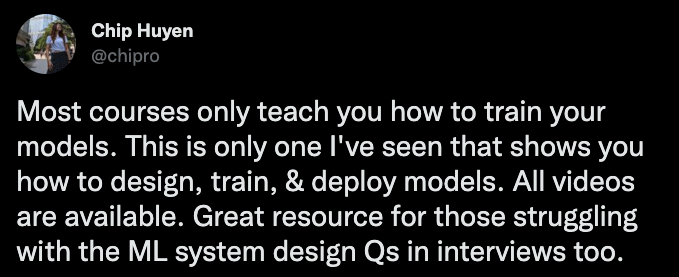 Chip Huyen
@chipro
Most courses only teach you how to train your
models. This is only one I've seen that shows you
how to design, train, & deploy models. All videos
are available. Great resource for those struggling
with the ML system design Qs in interviews too.